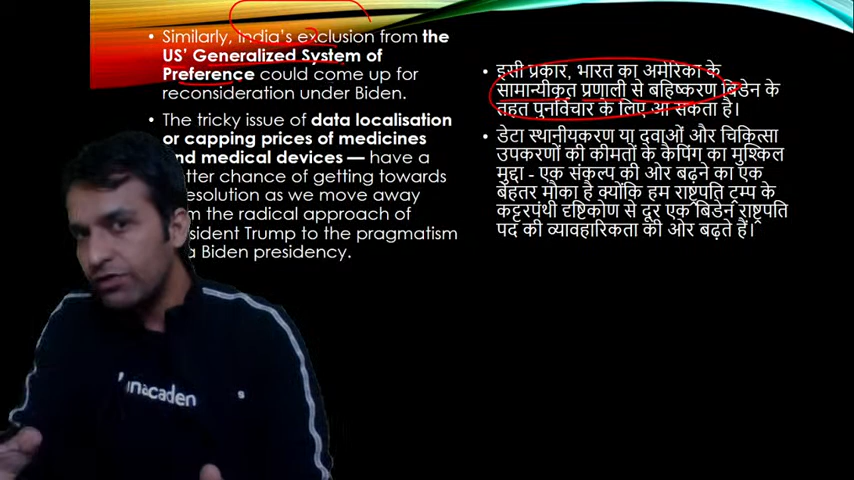 • Similarly, India's exclusion from the
US' Generalized System of
Preference could come up for
reconsideration under Biden.
• The tricky issue of data localisation
or capping prices of medicines
and medical devices — have a
tter chance of getting towards
esolution as we move away
m the radical approach of
sident Trump to the pragmatism
a Biden presidency.
• इसी प्रकार, भारत का अमेरिका के
सामान्यीकृत प्रणाली से बहिष्करण बिडेन के
तहत पुनर्विचार के लिए आ सकता है।
• डेटा स्थानीयकरण या दवाओं और चिकित्सा
उपकरणों की कीमतों के कैपिंग का मुश्किल
मुद्दा - एक संकल्प की ओर बढ़ने का एक
बेहतर मौका है क्योंकि हम राष्ट्रपति ट्रम्प के
कट्टरपंथी दृष्टिकोण से दूर एक बिडेन राष्ट्रपति
पद की व्यावहारिकता की ओर बढ़ते हैं।